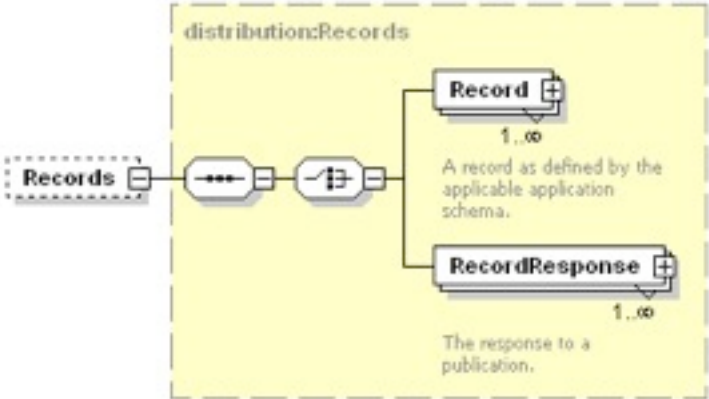 distribution:Records
Record
1..∞
A record as defined by the
applicable application
schema.
Records
RecordResponse
1..∞
The response to a
publication.